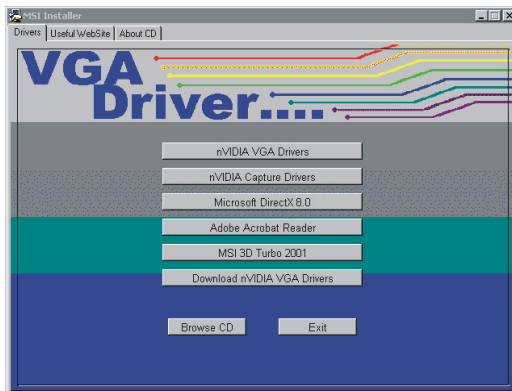 MSI Installer
Drivers
Useful WebSite
About CD
VGA
Driver....
nVIDIA VGA Drivers
nVIDIA Capture Drivers
Microsoft DirectX 8.0
Adobe Acrobat Reader
MSI 3D Turbo 2001
Download nVIDIA VGA Drivers
Browse CD
Exit